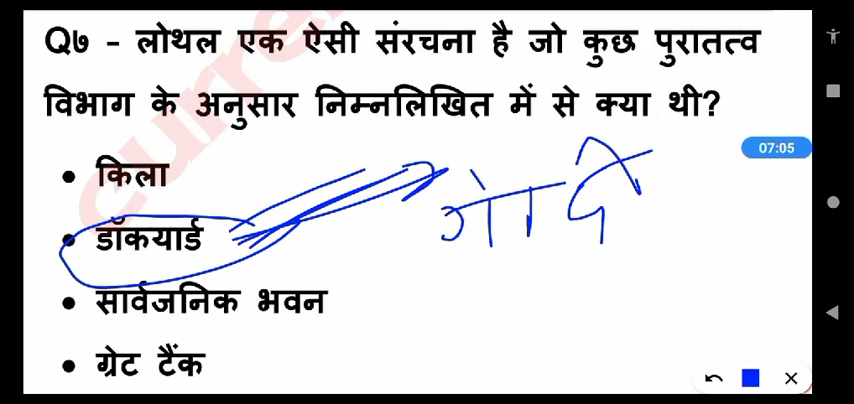 Q७ - लोथल एक ऐसी संरचना है जो कुछ पुरातत्व
विभाग के अनुसार निम्नलिखित में से क्या थी?
07:05
• किला
• डॉकयार्ड
गोदी
• सार्वजनिक भवन
• ग्रेट टैंक